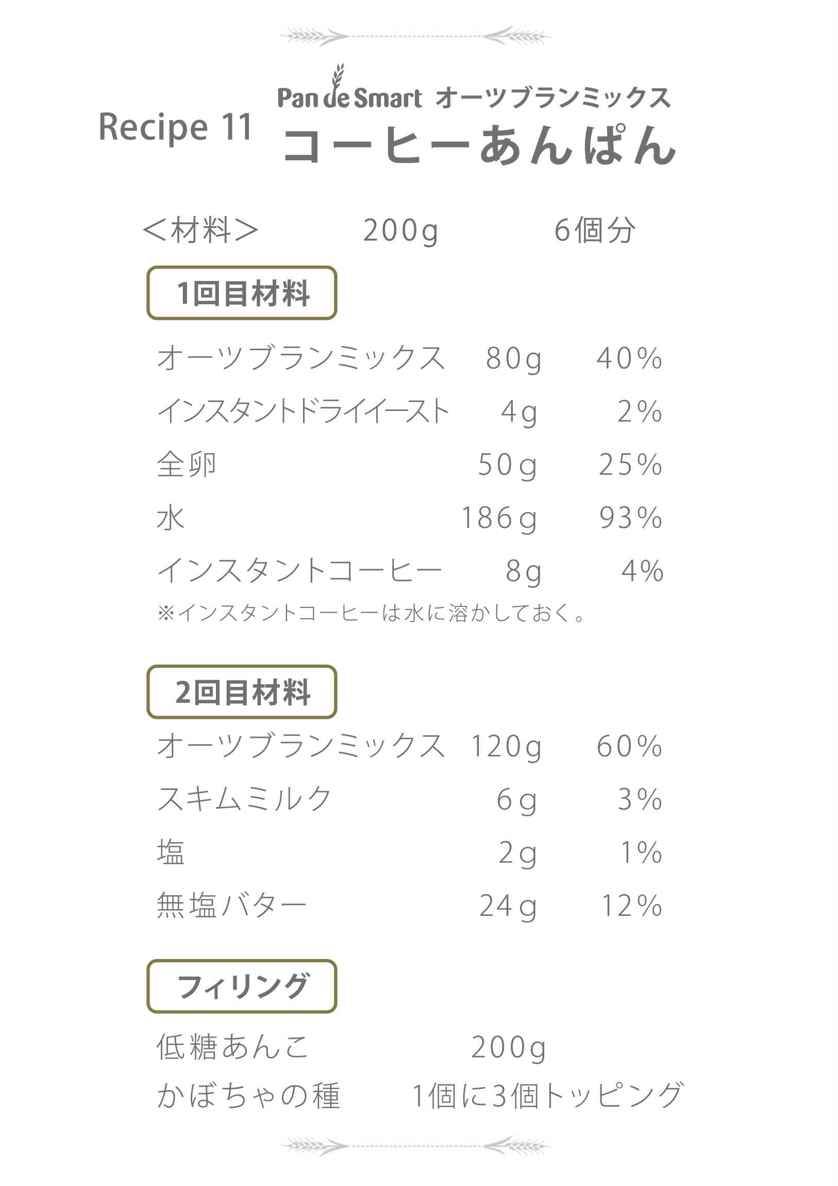 Pan de Smart オーツブランミックス
Recipe 11 コーヒーあんぱん
＜材料＞ 200g 6個分
1回目材料
オーツブランミックス 80g 40%
インスタントドライイースト 4g 2%
全卵 50g 25%
水 186g 93%
インスタントコーヒー 8g 4%
※インスタントコーヒーは水に溶かしておく。
2回目材料
オーツブランミックス 120g 60%
スキムミルク 6g 3%
塩 2g 1%
無塩バター 24g 12%
フィリング
低糖あんこ 200g
かぼちゃの種 1個に3個トッピング